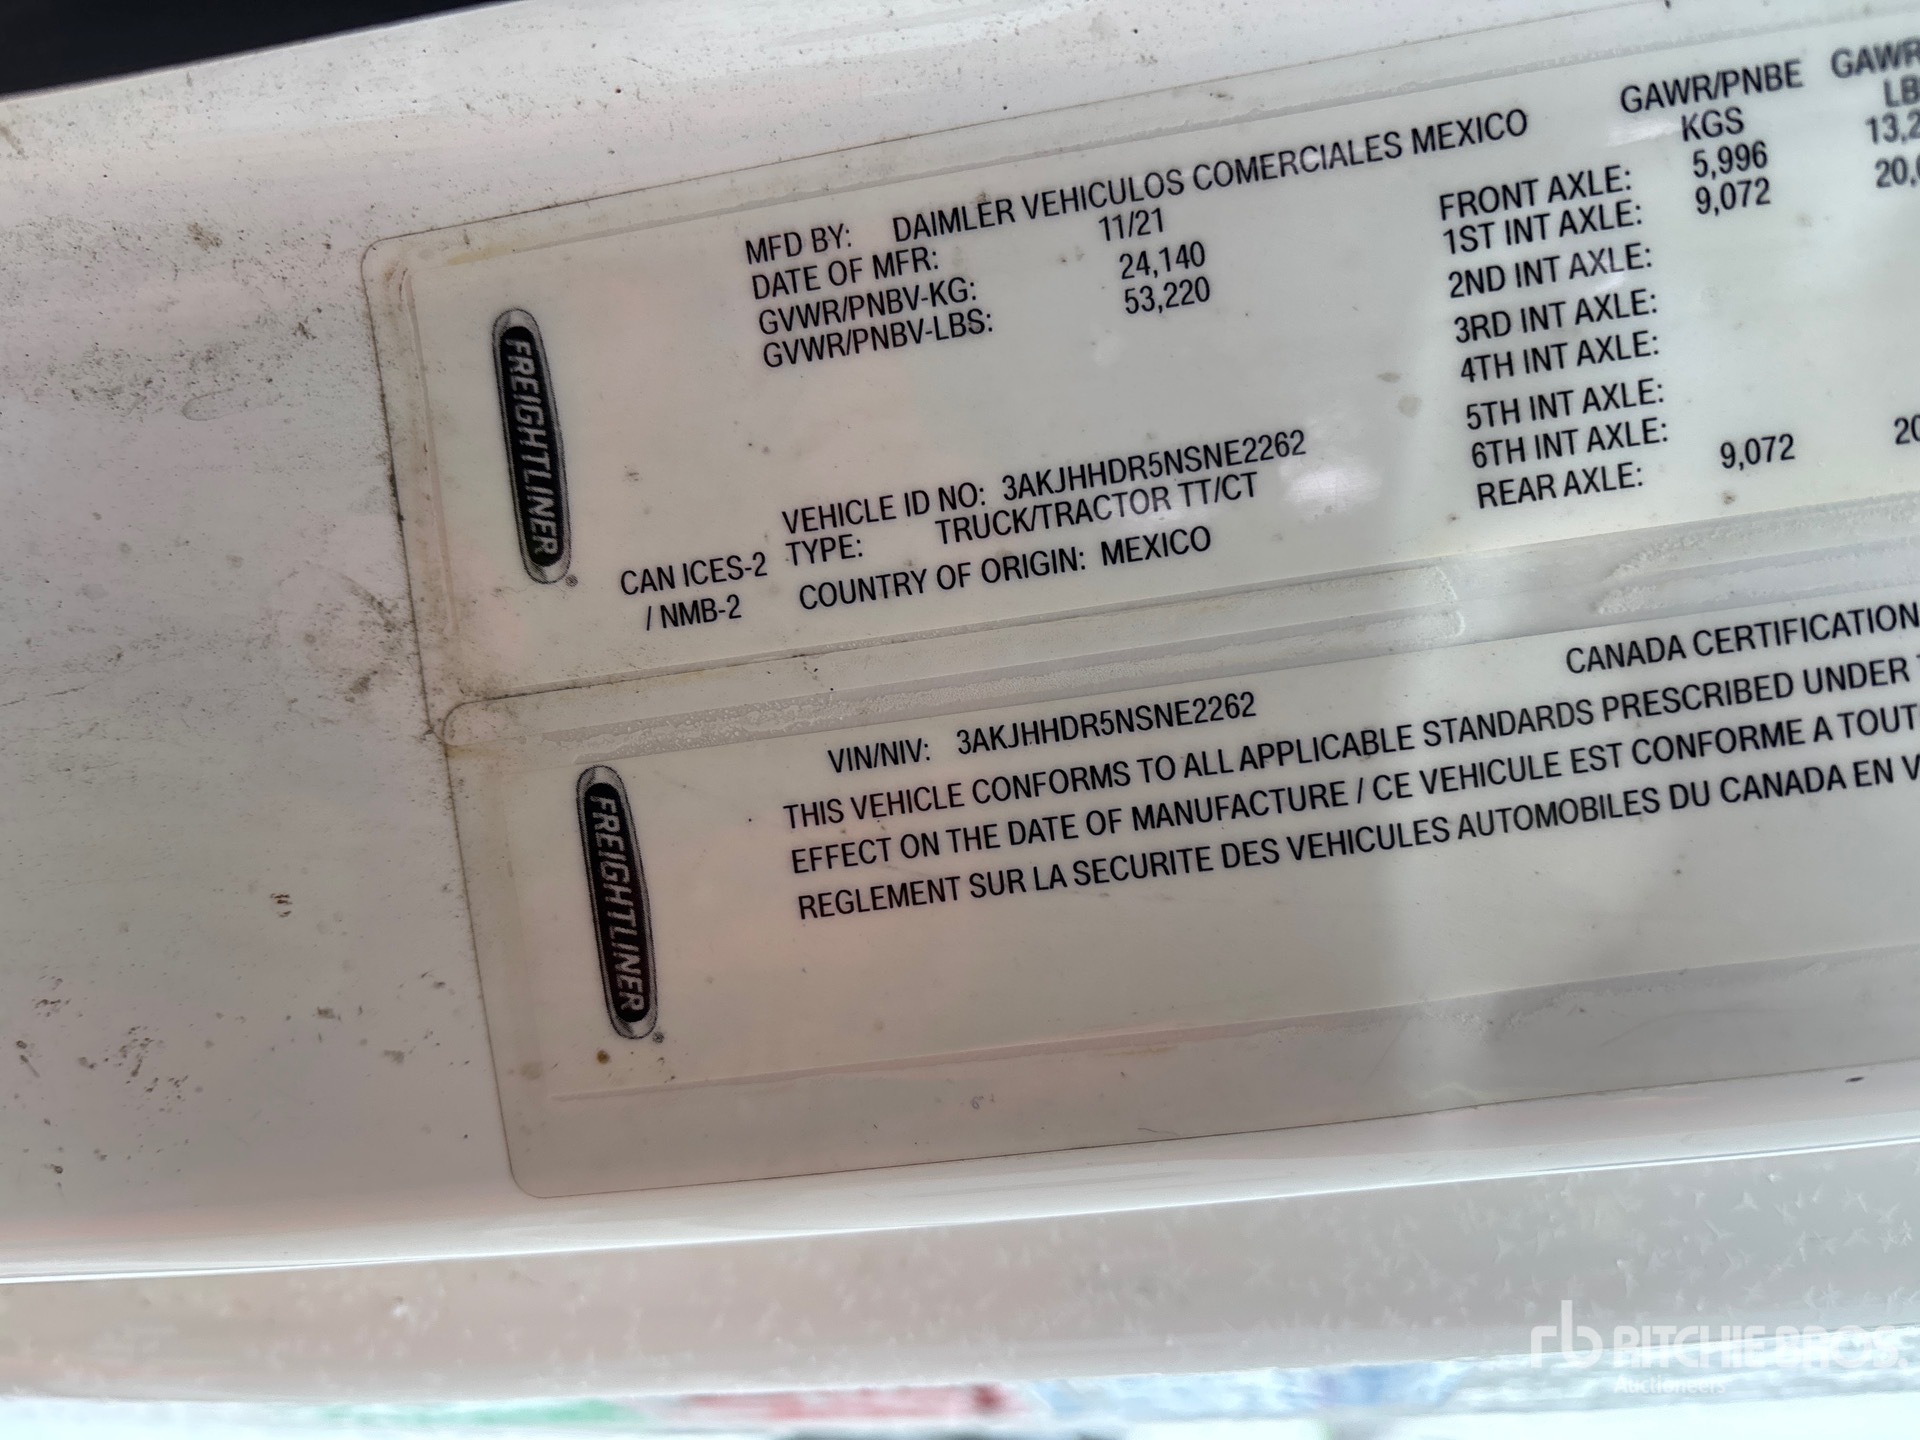 FREIGHTLINER
MFD BY: DAIMLER VEHICULOS COMERCIALES MEXICO
DATE OF MFR: 11/21
GVWR/PNBV-KG: 24,140
GVWR/PNBV-LBS: 53,220
VEHICLE ID NO: 3AKJHHDR5NSNE2262
TYPE: TRUCK/TRACTOR TT/CT
COUNTRY OF ORIGIN: MEXICO
CAN ICES-2
/ NMB-2
GAWR/PNBE GAWR
KGS LB
FRONT AXLE: 5,996 13,2
1ST INT AXLE: 9,072 20,
2ND INT AXLE:
3RD INT AXLE:
4TH INT AXLE:
5TH INT AXLE:
6TH INT AXLE:
REAR AXLE: 9,072 20
FREIGHTLINER
CANADA CERTIFICATION
VIN/NIV: 3AKJHHDR5NSNE2262
THIS VEHICLE CONFORMS TO ALL APPLICABLE STANDARDS PRESCRIBED UNDER T
EFFECT ON THE DATE OF MANUFACTURE / CE VEHICULE EST CONFORME A TOUT
REGLEMENT SUR LA SECURITE DES VEHICULES AUTOMOBILES DU CANADA EN V
rb RITCHIE BROS.
Auctioneers